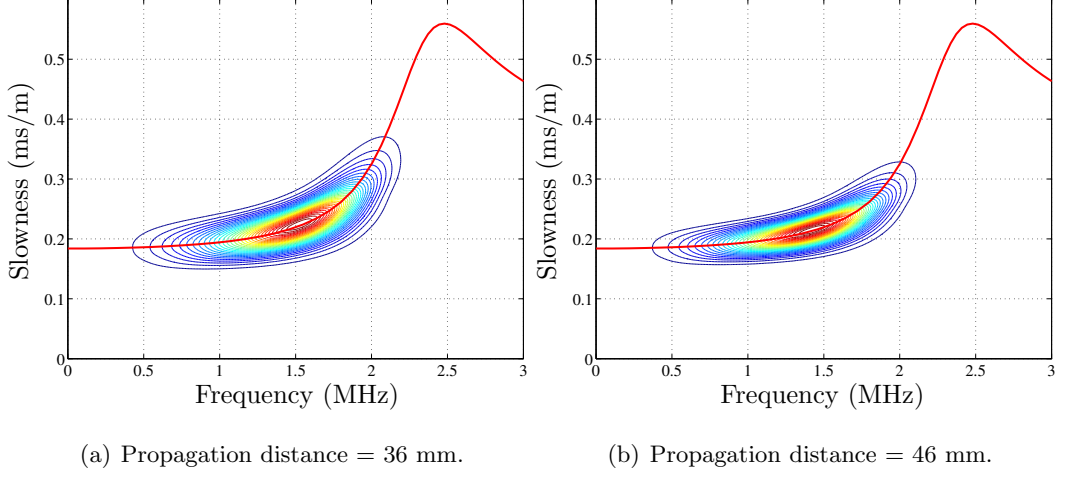 0.5
0.4
0.3
0.2
0.1
0
Slowness (ms/m)
0 0.5 1 1.5 2 2.5 3
Frequency (MHz)
(a) Propagation distance = 36 mm.
0.5
0.4
0.3
0.2
0.1
0
Slowness (ms/m)
0 0.5 1 1.5 2 2.5 3
Frequency (MHz)
(b) Propagation distance = 46 mm.